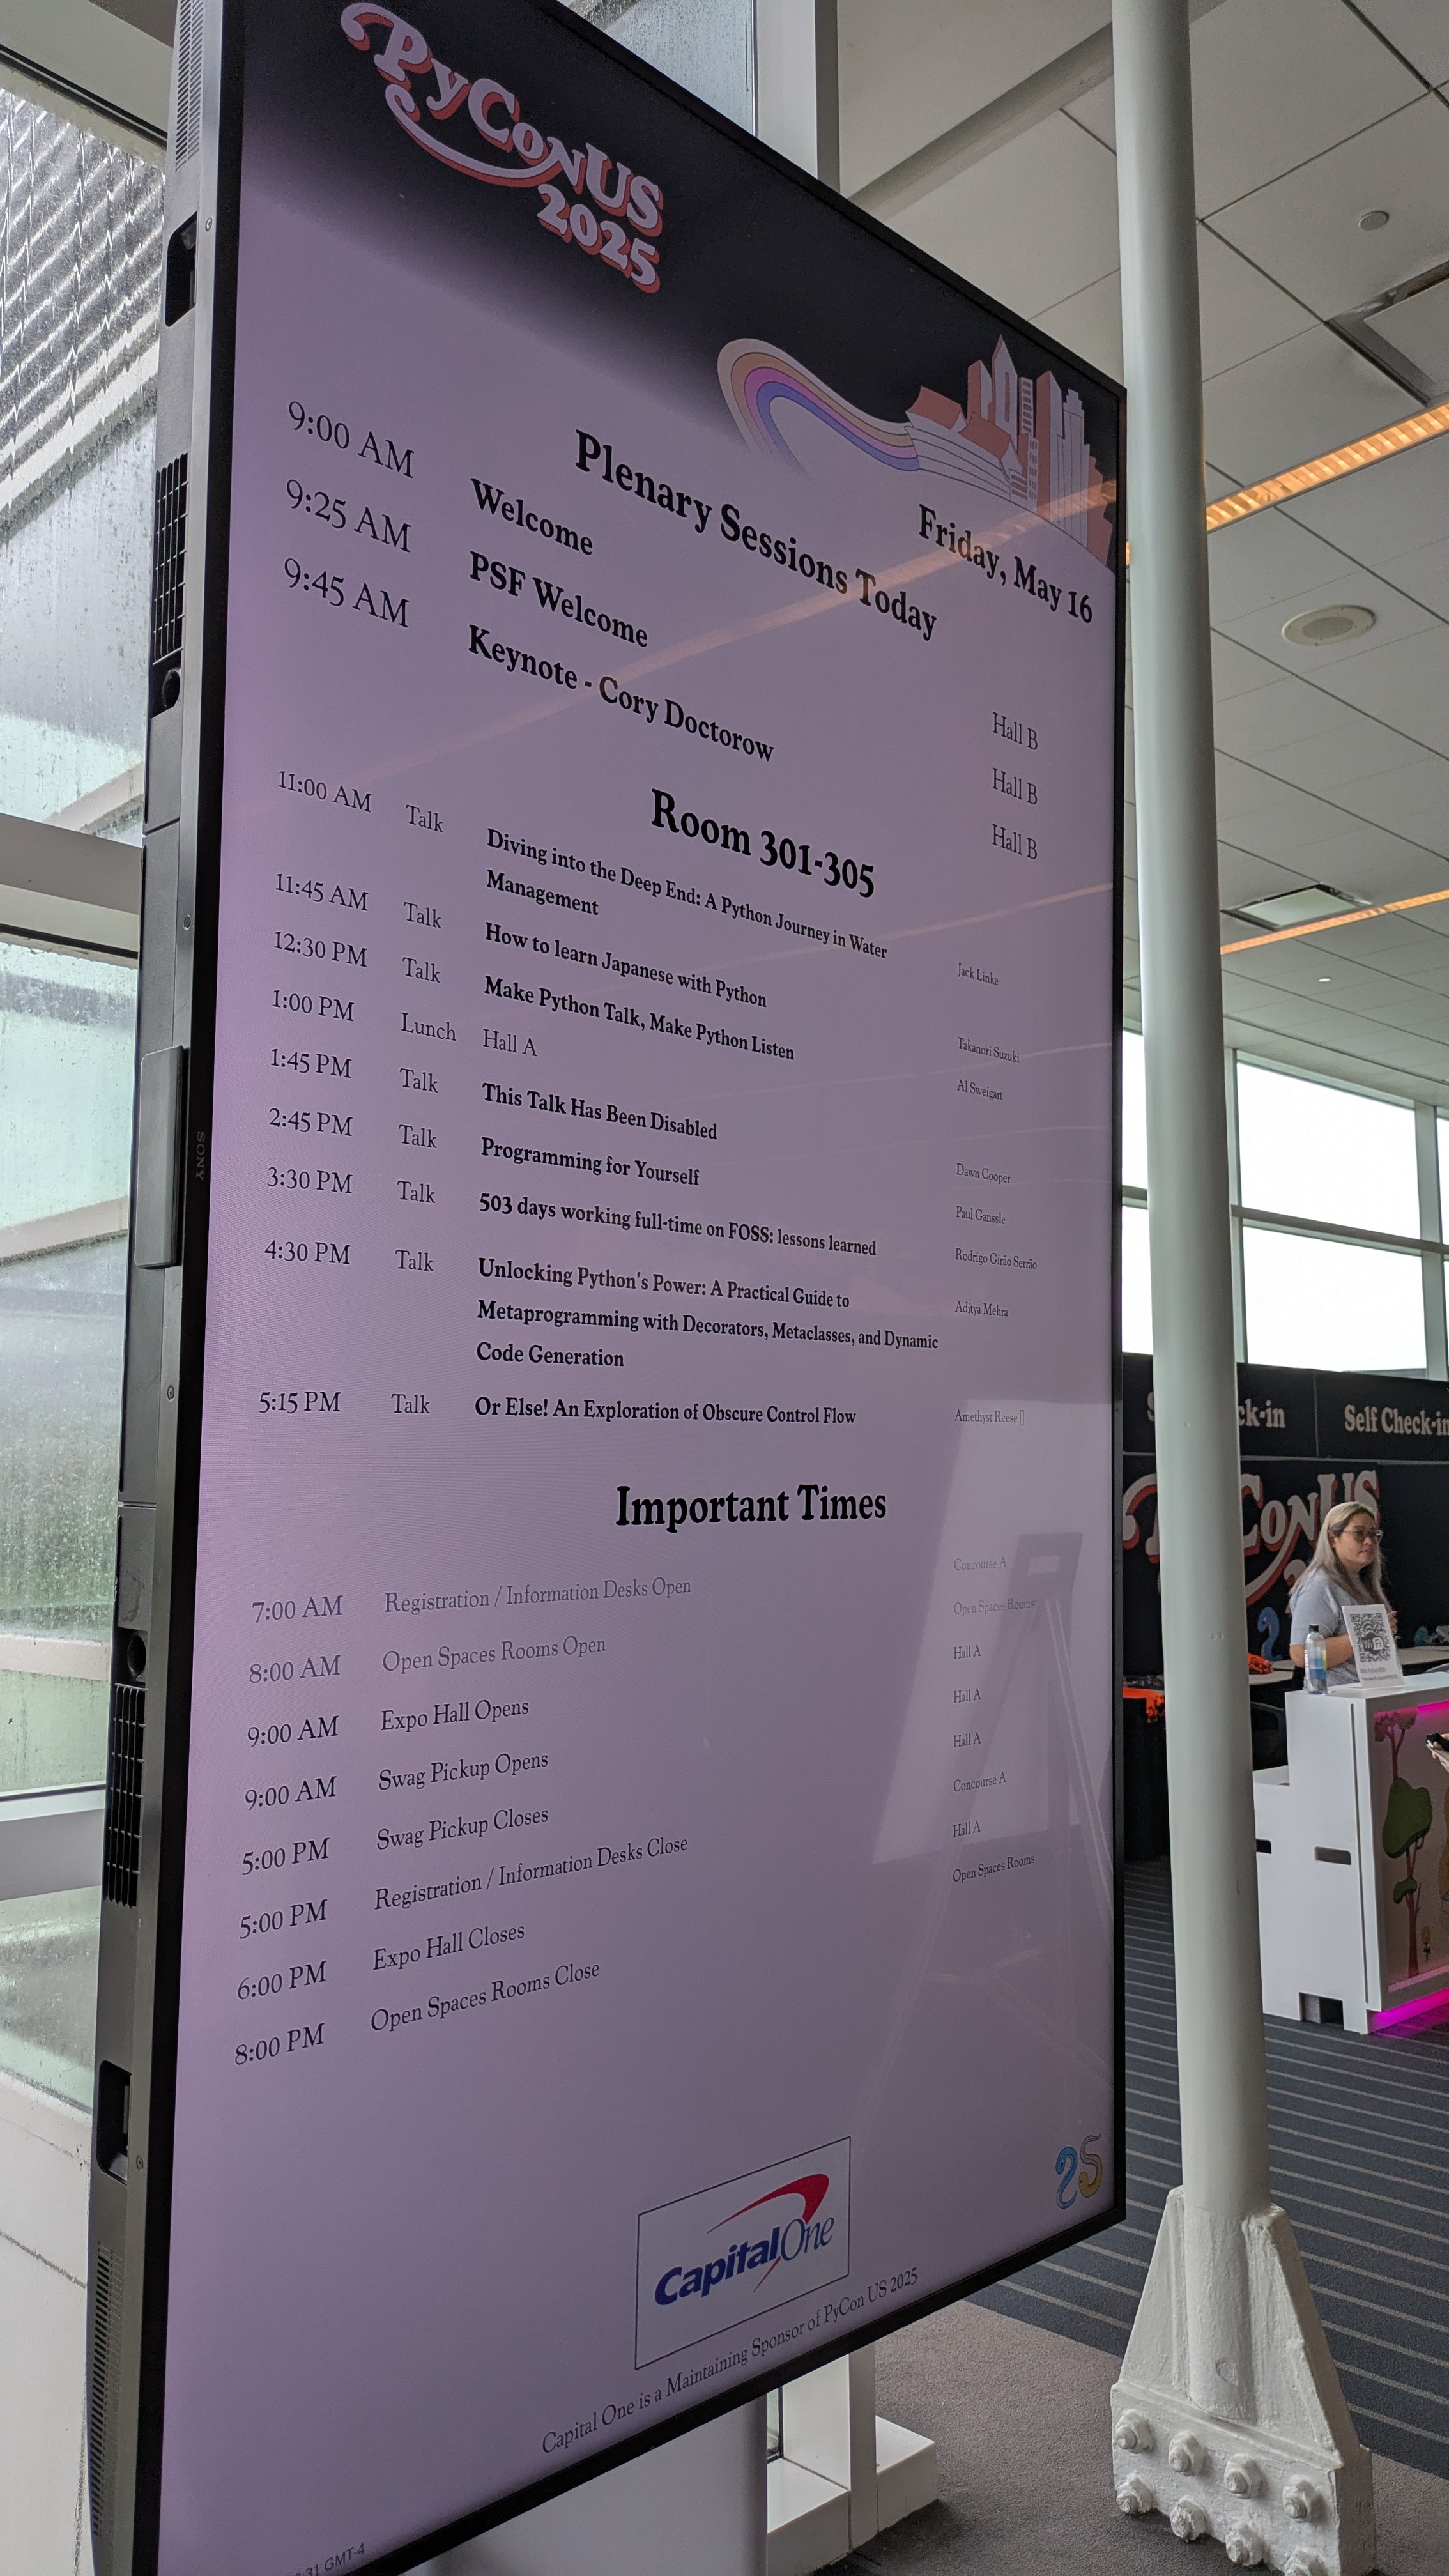 PyConUS
2025
Friday, May 16
Plenary Sessions Today
9:00 AM Welcome Hall B
9:25 AM PSF Welcome Hall B
9:45 AM Keynote - Cory Doctorow Hall B
Room 301-305
11:00 AM Talk Diving into the Deep End: A Python Journey in Water Jack Linke
Management
11:45 AM Talk How to learn Japanese with Python Takanori Suzuki
12:30 PM Talk Make Python Talk, Make Python Listen Al Sweigart
1:00 PM Lunch Hall A
1:45 PM Talk This Talk Has Been Disabled Dawn Cooper
2:45 PM Talk Programming for Yourself Paul Ganssle
3:30 PM Talk 503 days working full-time on FOSS: lessons learned Rodrigo Girão Serrão
4:30 PM Talk Unlocking Python's Power: A Practical Guide to Aditya Mehra
Metaprogramming with Decorators, Metaclasses, and Dynamic
Code Generation
5:15 PM Talk Or Else! An Exploration of Obscure Control Flow Amethyst Reese
Important Times
7:00 AM Registration / Information Desks Open Concourse A
8:00 AM Open Spaces Rooms Open Open Spaces Rooms
9:00 AM Expo Hall Opens Hall A
9:00 AM Swag Pickup Opens Hall A
5:00 PM Swag Pickup Closes Hall A
5:00 PM Registration / Information Desks Close Concourse A
6:00 PM Expo Hall Closes Hall A
8:00 PM Open Spaces Rooms Close Open Spaces Rooms
25
CapitalOne
Capital One is a Maintaining Sponsor of PyCon US 2025
:31 GMT-4
SONY
ck-in
Self Check-in
ConUS
WiFi